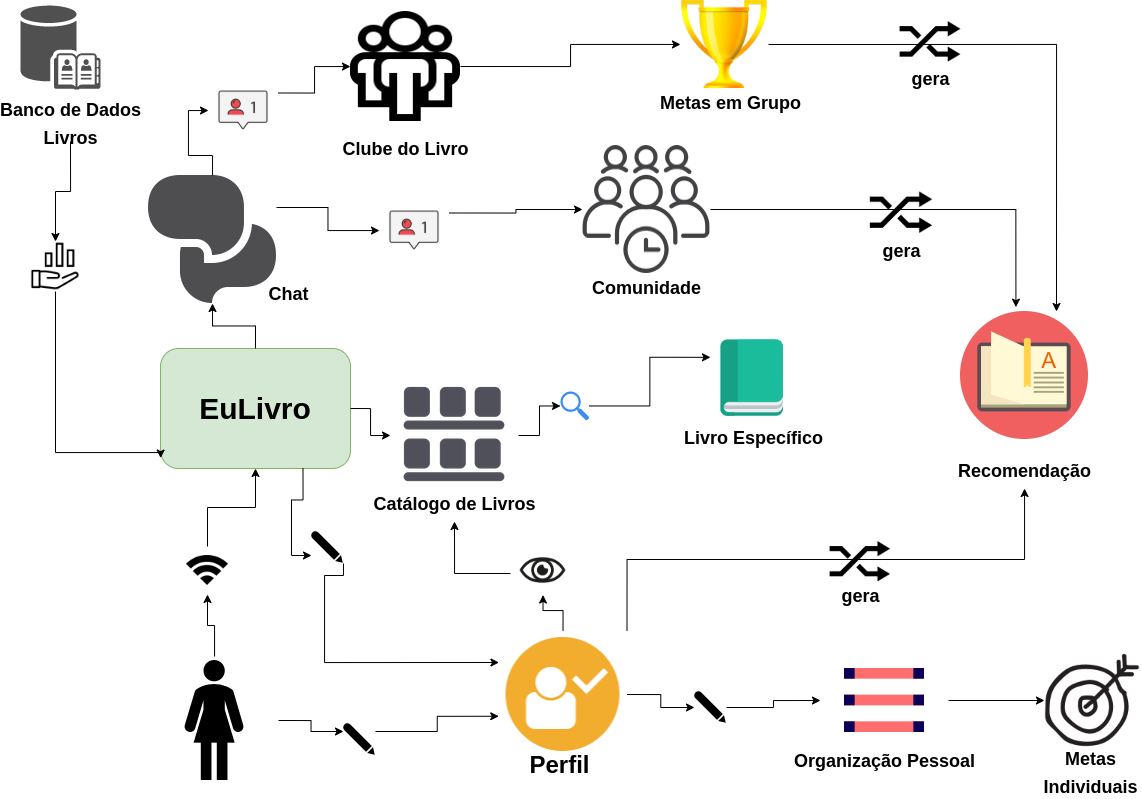 Banco de Dados
Livros
1
Clube do Livro
Metas em Grupo
gera
Chat
1
Comunidade
gera
EuLivro
Catálogo de Livros
Livro Específico
A
Recomendação
gera
Perfil
Organização Pessoal
Metas
Individuais